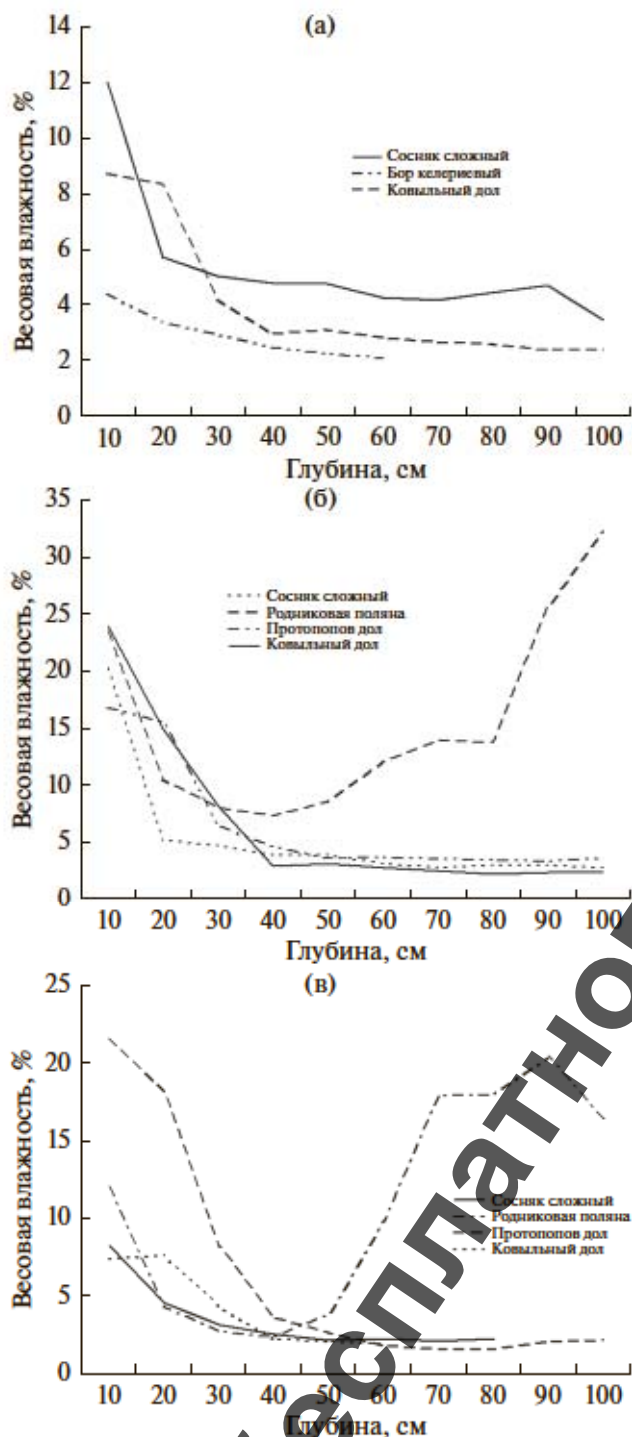 (а)
Весовая влажность, %
14
12
10
8
6
4
2
0
Сосняк сложный
Бор келериевый
Ковыльный дол
10 20 30 40 50 60 70 80 90 100
Глубина, см
(б)
Весовая влажность, %
35
30
25
20
15
10
5
0
Сосняк сложный
Родниковая поляна
Протопопов дол
Ковыльный дол
10 20 30 40 50 60 70 80 90 100
Глубина, см
(в)
Весовая влажность, %
25
20
15
10
5
0
Сосняк сложный
Родниковая поляна
Протопопов дол
Ковыльный дол
10 20 30 40 50 60 70 80 90 100
Глубина, см